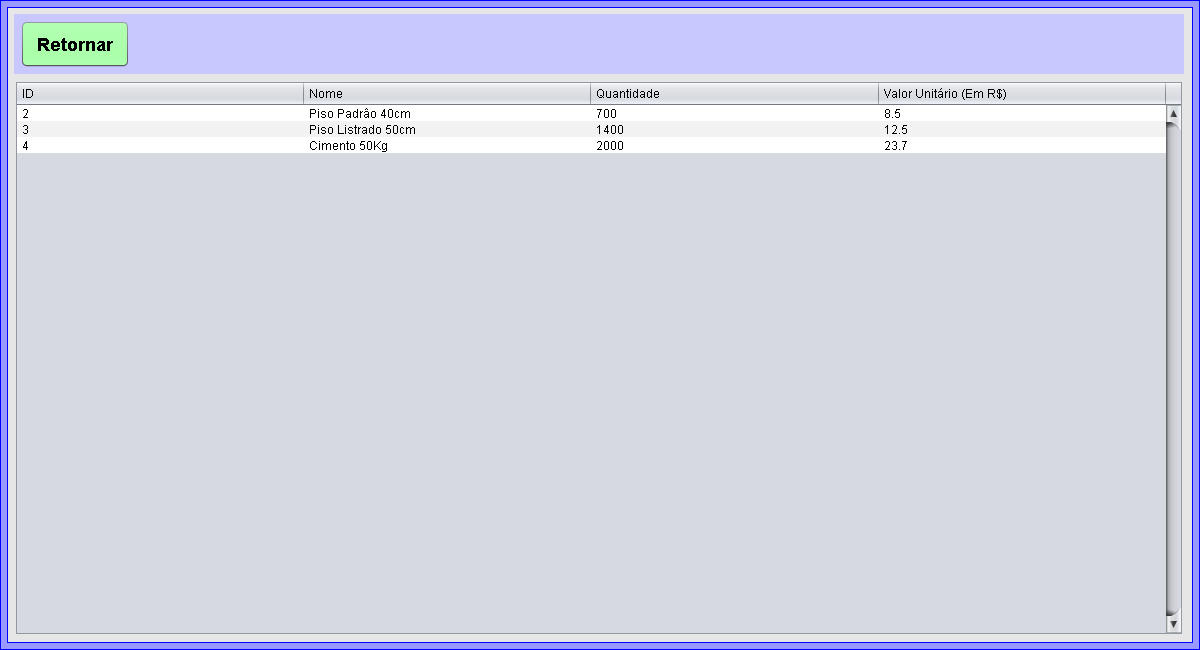 Retornar
ID Nome Quantidade Valor Unitário (Em R$)
2 Piso Padrão 40cm 700 8.5
3 Piso Listrado 50cm 1400 12.5
4 Cimento 50Kg 2000 23.7